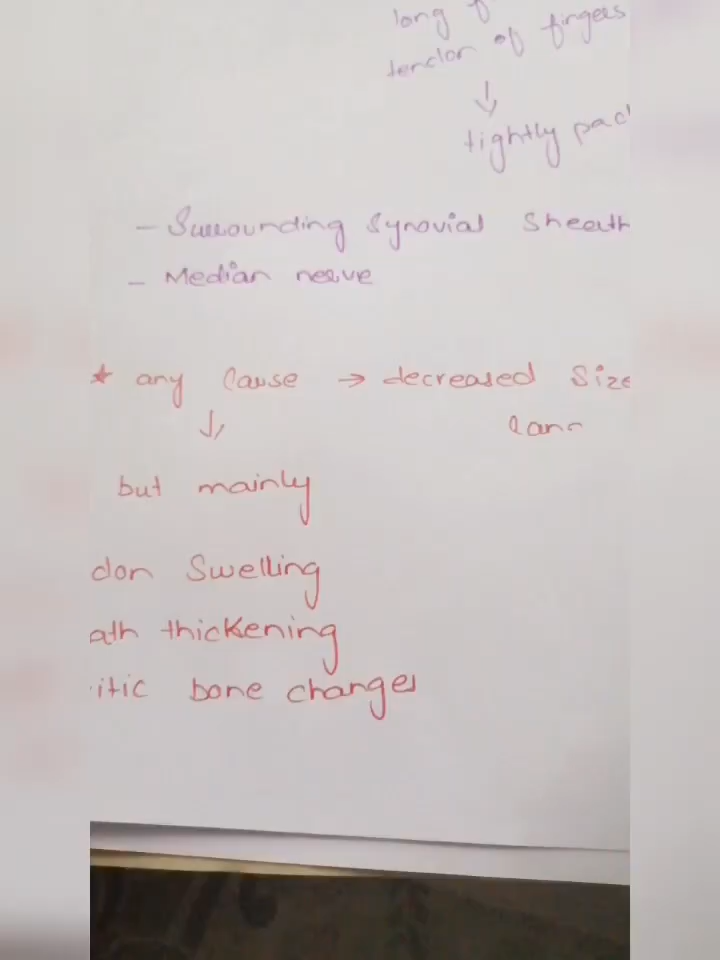 long
tendon of fingers
↓
tightly pac
- Surrounding Synovial Sheath
- Median nerve
* any Cause → decreased Size
↓
but mainly
don Swelling
ath thickening
itic bone changes